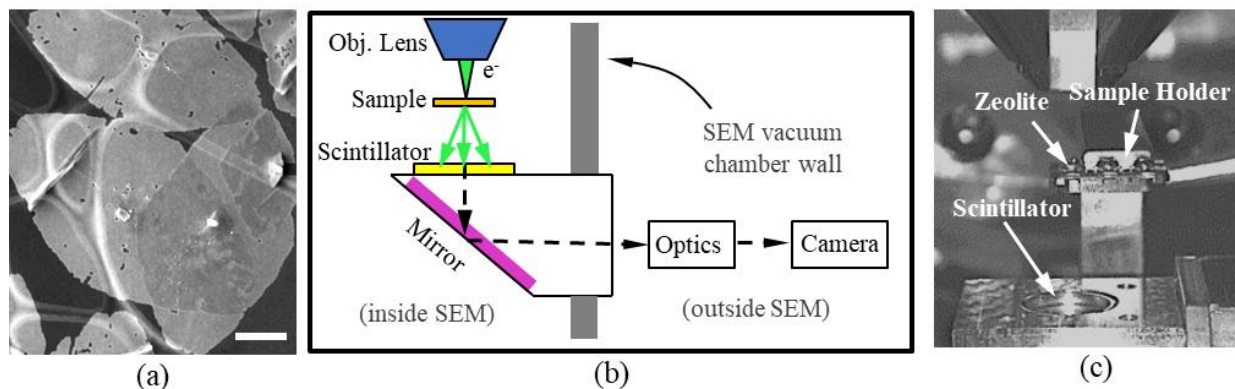 Obj. Lens
e-
Sample
Scintillator
Mirror
SEM vacuum
chamber wall
Optics
Camera
(inside SEM)
(outside SEM)
Zeolite
Sample Holder
Scintillator
(a)
(b)
(c)